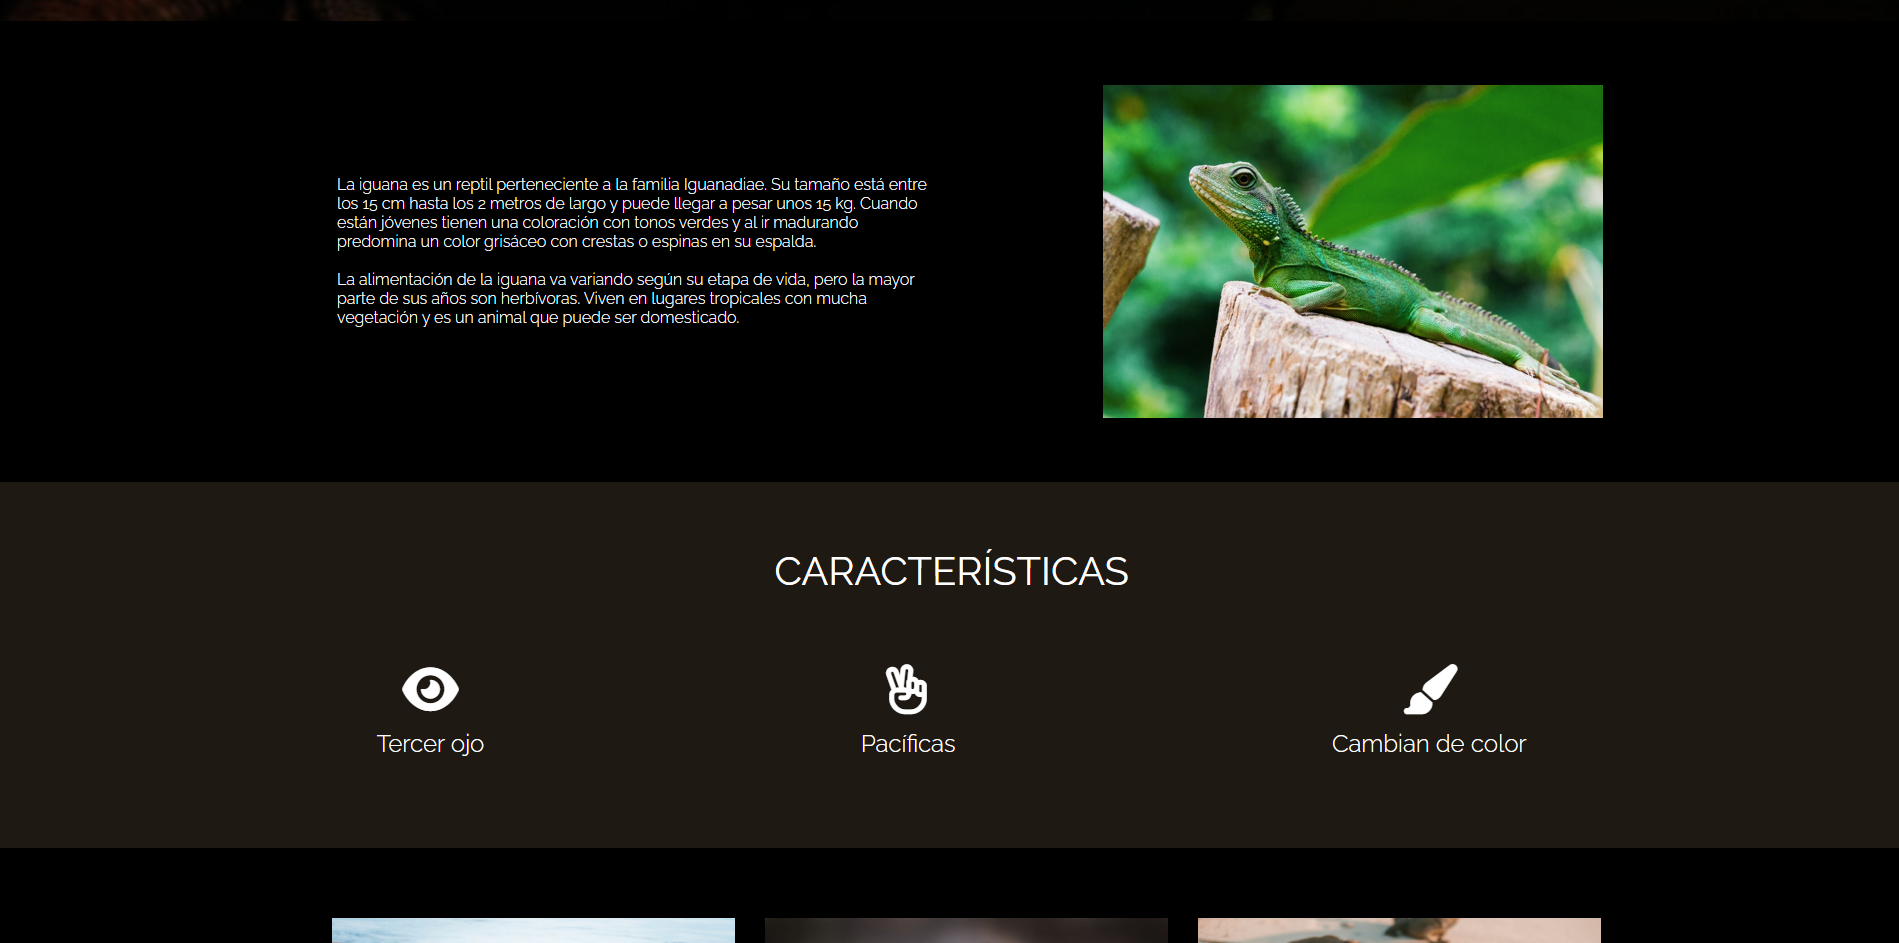 La iguana es un reptil perteneciente a la familia Iguanadiae. Su tamaño está entre
los 15 cm hasta los 2 metros de largo y puede llegar a pesar unos 15 kg. Cuando
están jóvenes tienen una coloración con tonos verdes y al ir madurando
predomina un color grisáceo con crestas o espinas en su espalda.
La alimentación de la iguana va variando según su etapa de vida, pero la mayor
parte de sus años son herbívoras. Viven en lugares tropicales con mucha
vegetación y es un animal que puede ser domesticado.
CARACTERÍSTICAS
Tercer ojo
Pacíficas
Cambian de color